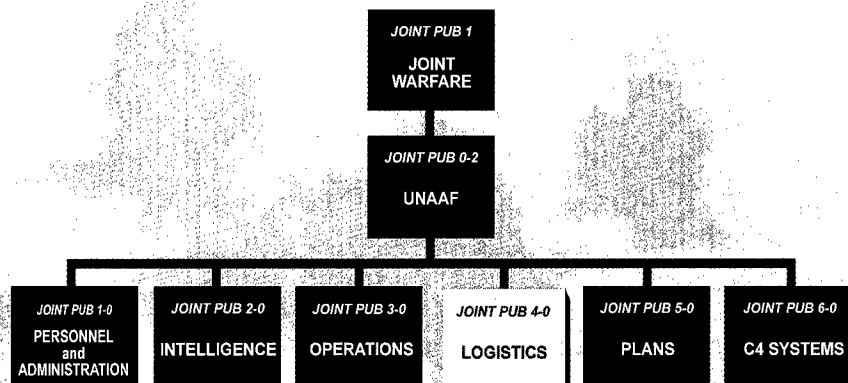 JOINT PUB 1
JOINT
WARFARE
JOINT PUB 0-2
UNAAF
JOINT PUB 1-0
PERSONNEL
and
ADMINISTRATION
JOINT PUB 2-0
INTELLIGENCE
JOINT PUB 3-0
OPERATIONS
JOINT PUB 4-0
LOGISTICS
JOINT PUB 5-0
PLANS
JOINT PUB 6-0
C4 SYSTEMS